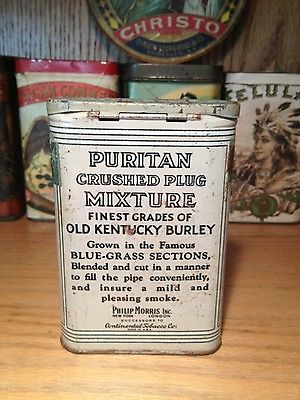 CHRISTO
PURITAN
CRUSHED PLUG
MIXTURE
FINEST GRADES OF
OLD KENTUCKY BURLEY
Grown in the Famous
BLUE-GRASS SECTIONS,
Blended and cut in a manner
to fill the pipe conveniently,
and insure a mild and
pleasing smoke.
PHILIP MORRIS INC.
NEW YORK LONDON
SUCCESSORS TO
Continental Tobacco Co.
MADE IN U.S.A.